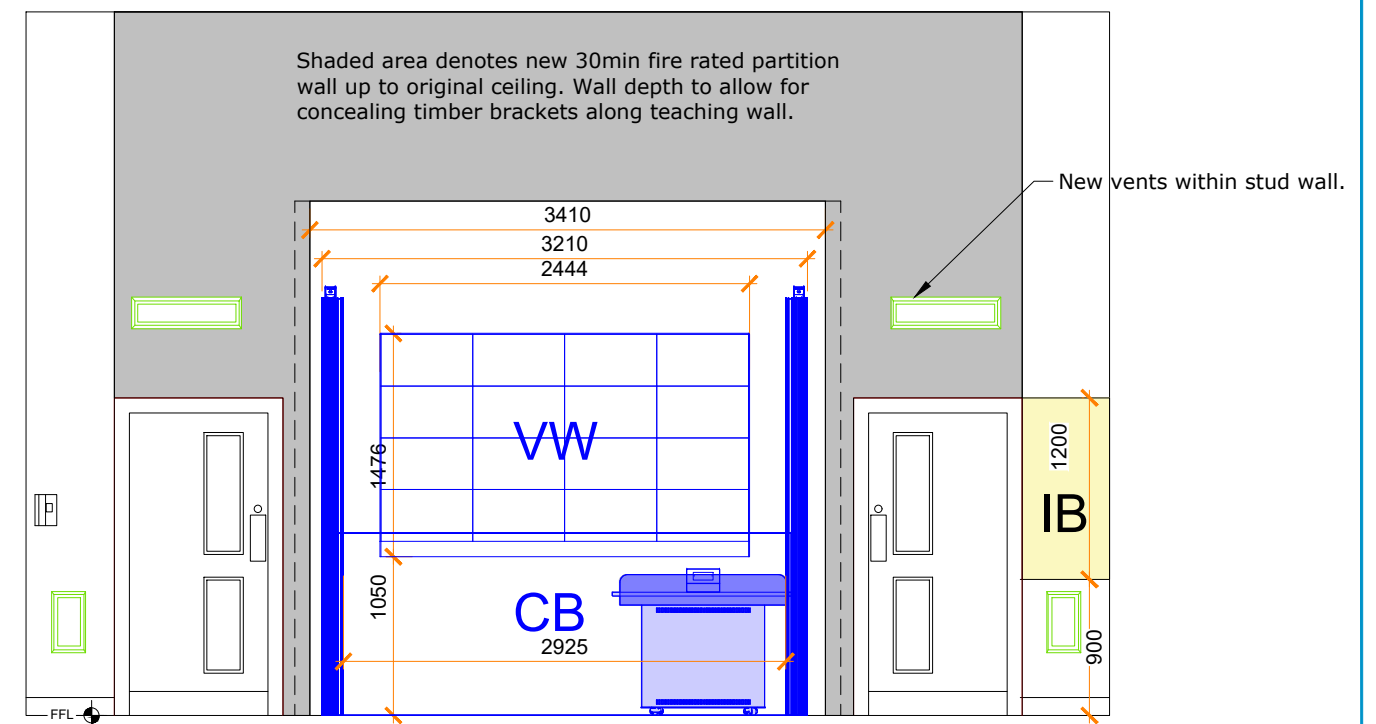 Shaded area denotes new 30min fire rated partition
wall up to original ceiling. Wall depth to allow for
concealing timber brackets along teaching wall.
New vents within stud wall.
3410
3210
2444
VW
1476
1200
IB
1050
CB
2925
900
FFL